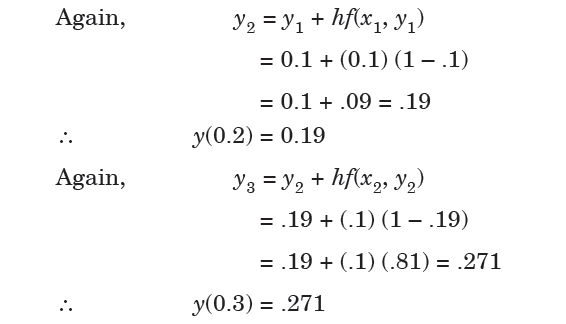 Again, y₂ = y₁ + hf(x₁, y₁)
= 0.1 + (0.1) (1 – .1)
= 0.1 + .09 = .19
∴ y(0.2) = 0.19
Again, y₃ = y₂ + hf(x₂, y₂)
= .19 + (.1) (1 – .19)
= .19 + (.1) (.81) = .271
∴ y(0.3) = .271